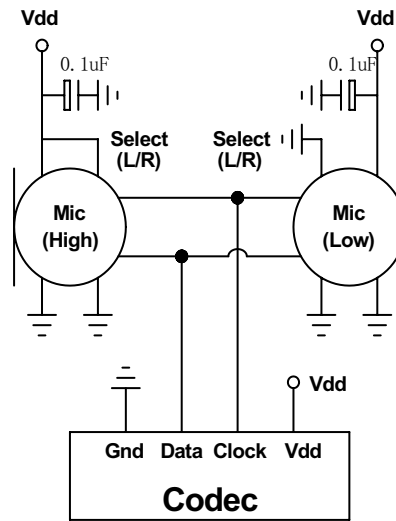 Vdd Vdd
0.1uF 0.1uF
Select Select
(L/R) (L/R)
Mic Mic
(High) (Low)
Vdd
Gnd Data Clock Vdd
Codec